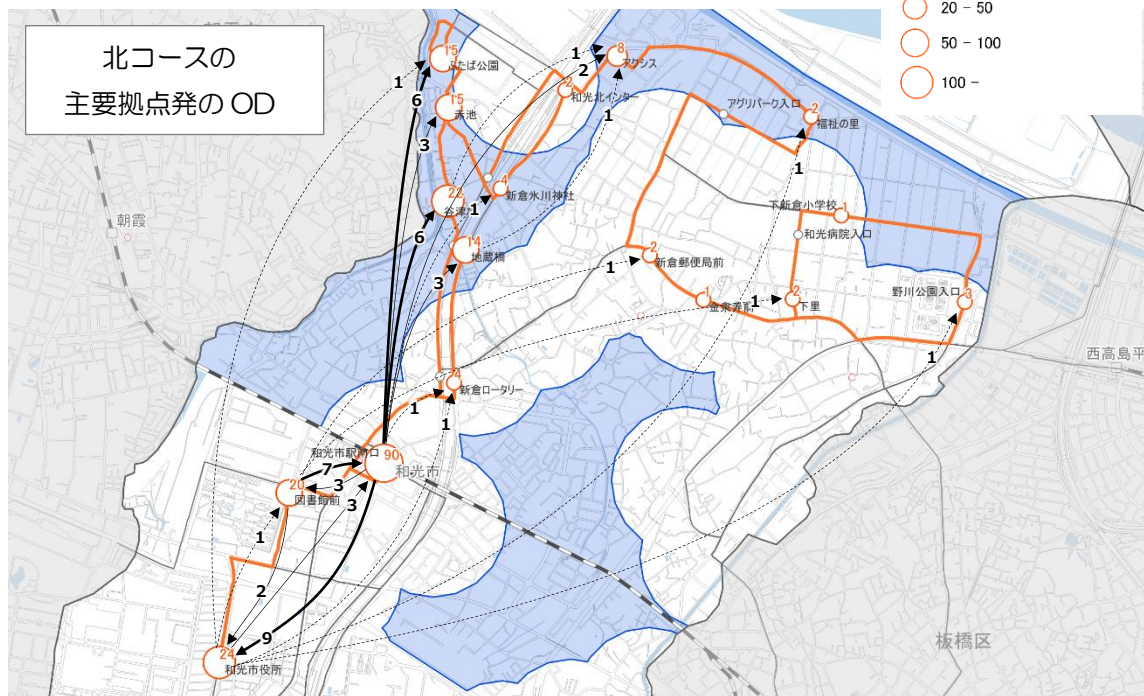 北コースの
主要拠点発の OD
20 - 50
50 - 100
100 -
1
6
15
ふたば公園
15
赤池
3
22
谷津
6
1
4
新倉氷川神社
14
地蔵橋
3
1
2
8
アクシス
2
和光北インター
1
アグリパーク入口
2
福祉の里
1
下新倉小学校
1
和光病院入口
2
新倉郵便局前
1
1
1
2
下里
野川公園入口
3
1
西高島平
朝霞
4
新倉ロータリー
1
1
和光市駅南口
90
和光市
7
3
3
20
図書館前
1
2
9
24
和光市役所
板橋区